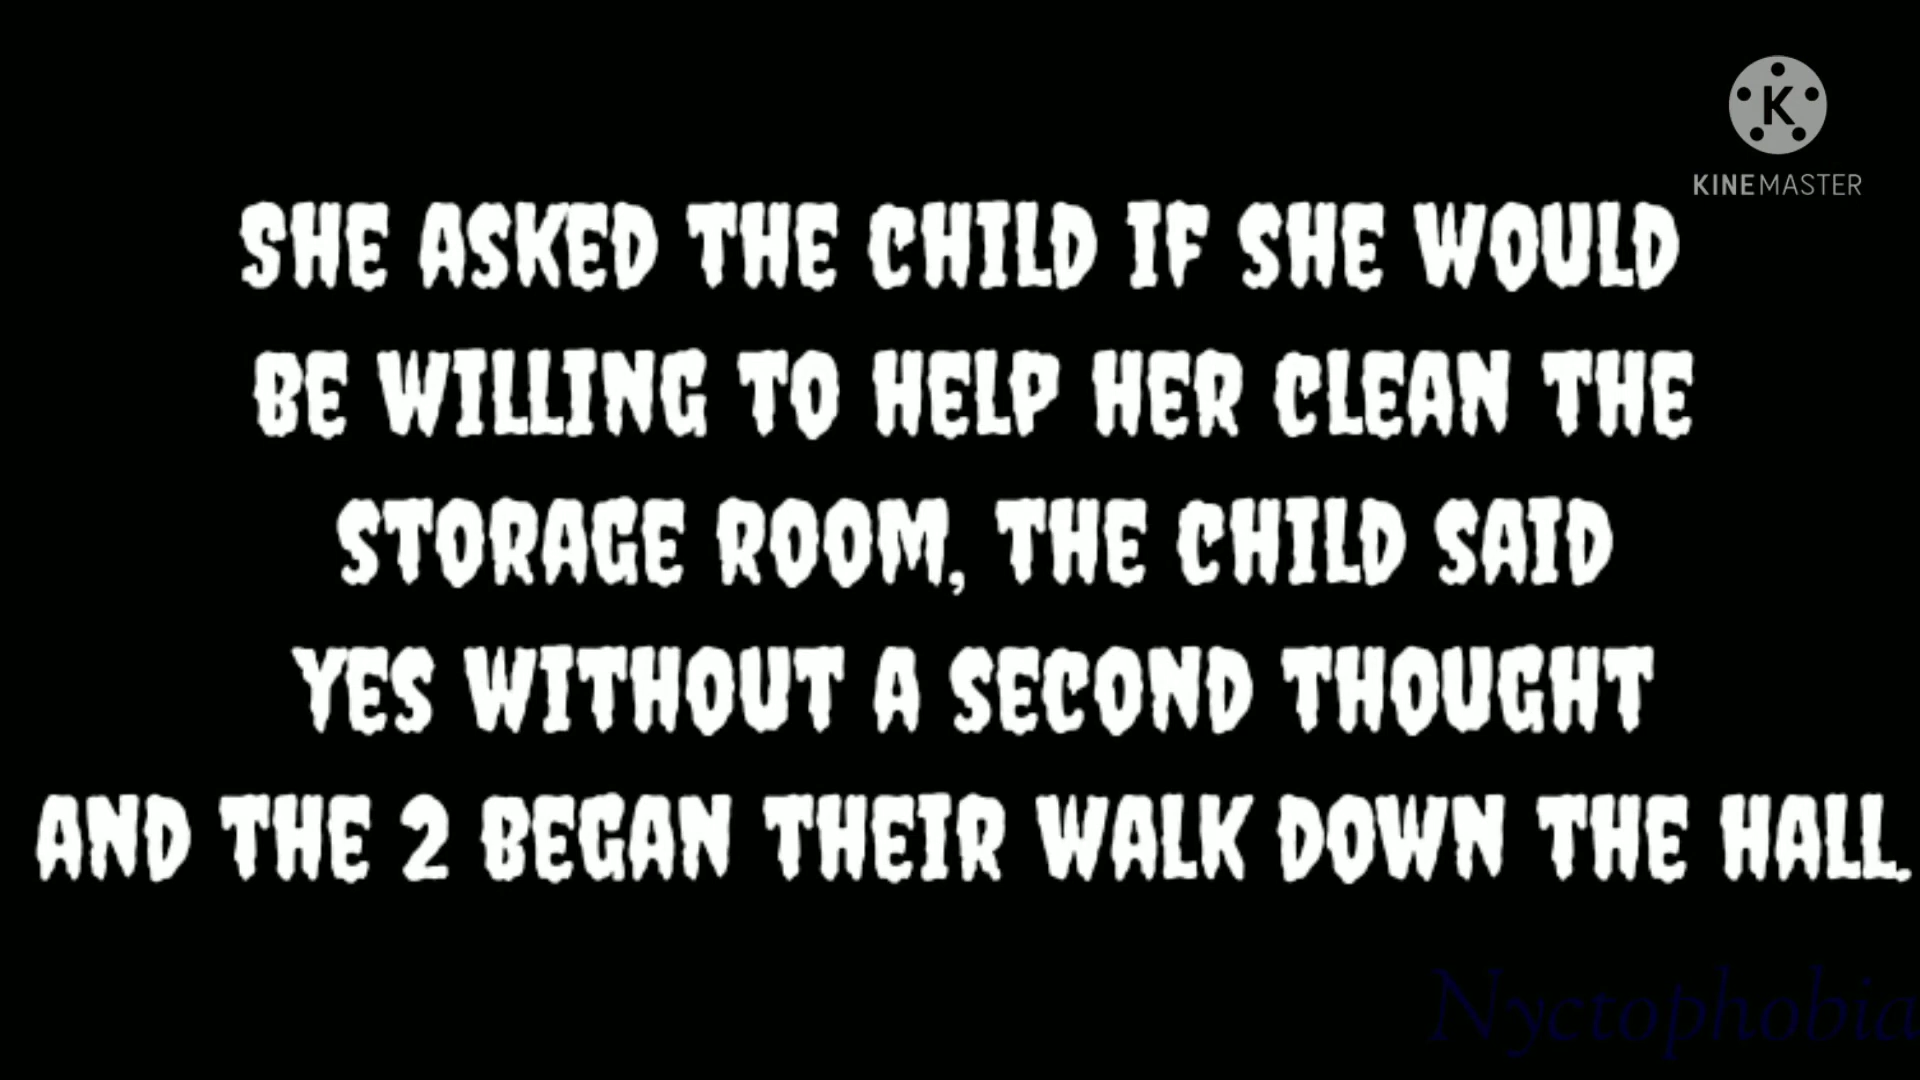 K
KINEMASTER
SHE ASKED THE CHILD IF SHE WOULD
BE WILLING TO HELP HER CLEAN THE
STORAGE ROOM, THE CHILD SAID
YES WITHOUT A SECOND THOUGHT
AND THE 2 BEGAN THEIR WALK DOWN THE HALL.
Nyctophobia